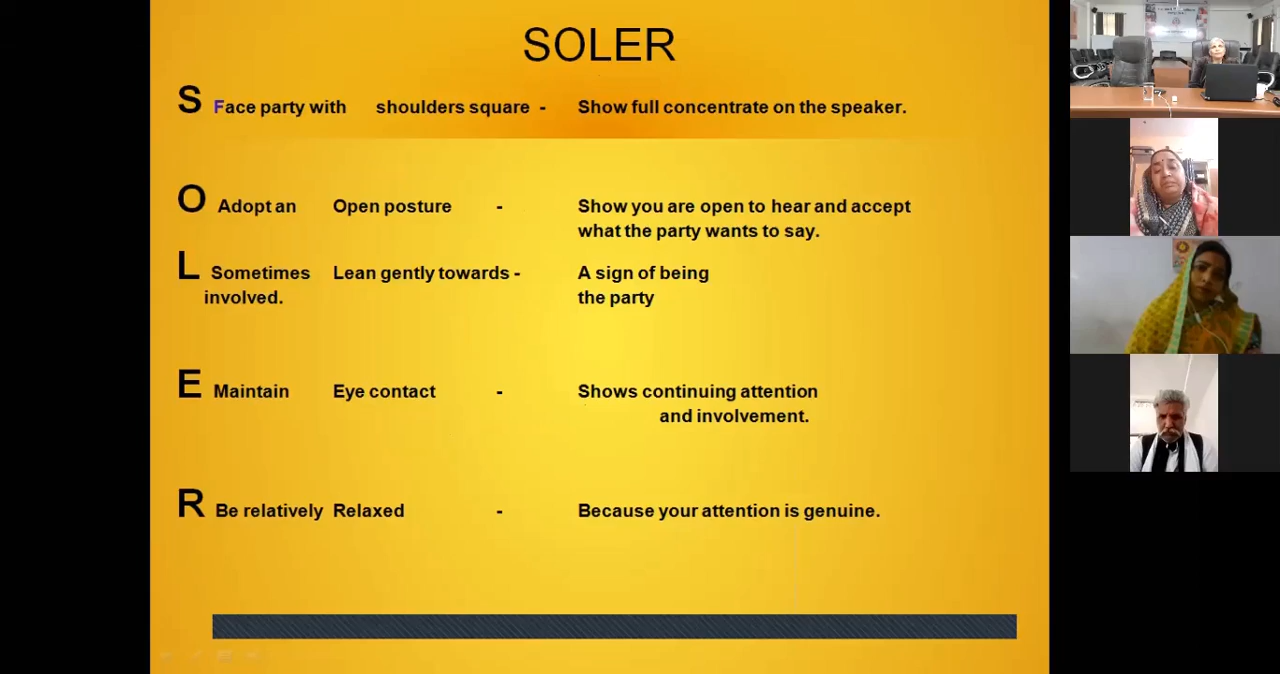 SOLER
S Face party with shoulders square - Show full concentrate on the speaker.
O Adopt an Open posture - Show you are open to hear and accept
what the party wants to say.
L Sometimes Lean gently towards - A sign of being
involved. the party
E Maintain Eye contact - Shows continuing attention
and involvement.
R Be relatively Relaxed - Because your attention is genuine.